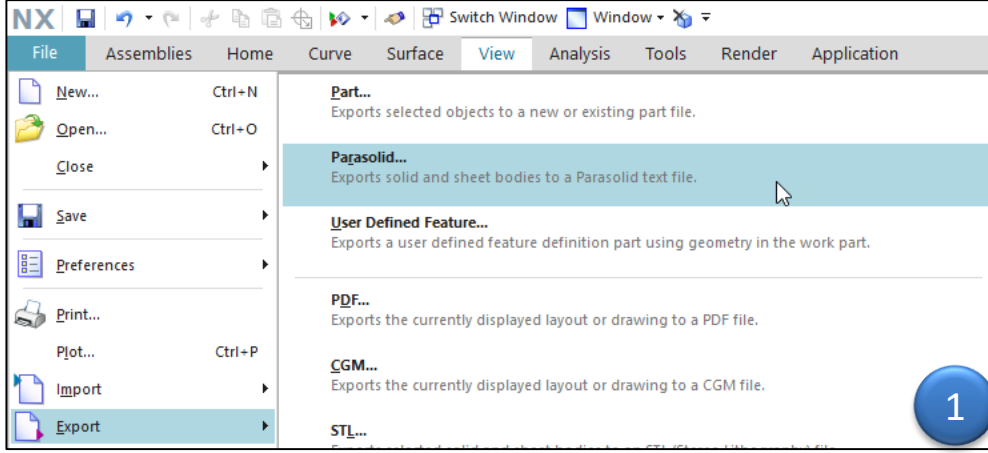 NX Switch Window Window
File Assemblies Home Curve Surface View Analysis Tools Render Application
New... Ctrl+N
Open... Ctrl+O
Close
Save
Preferences
Print...
Plot... Ctrl+P
Import
Export
Part...
Exports selected objects to a new or existing part file.
Parasolid...
Exports solid and sheet bodies to a Parasolid text file.
User Defined Feature...
Exports a user defined feature definition part using geometry in the work part.
PDF...
Exports the currently displayed layout or drawing to a PDF file.
CGM...
Exports the currently displayed layout or drawing to a CGM file.
STL...
1